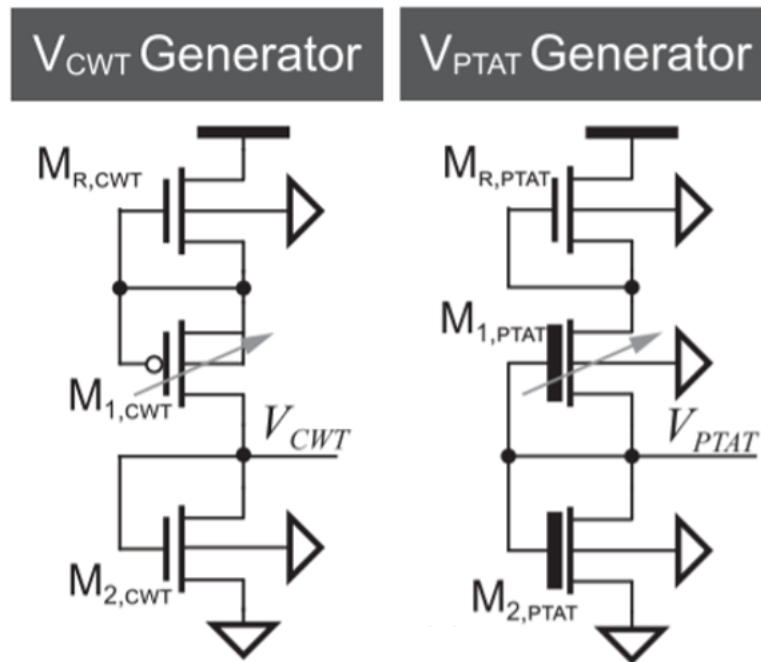 VCWT Generator
VPTAT Generator
MR,CWT
MR,PTAT
M1,CWT
M1,PTAT
VCWT
VPTAT
M2,CWT
M2,PTAT